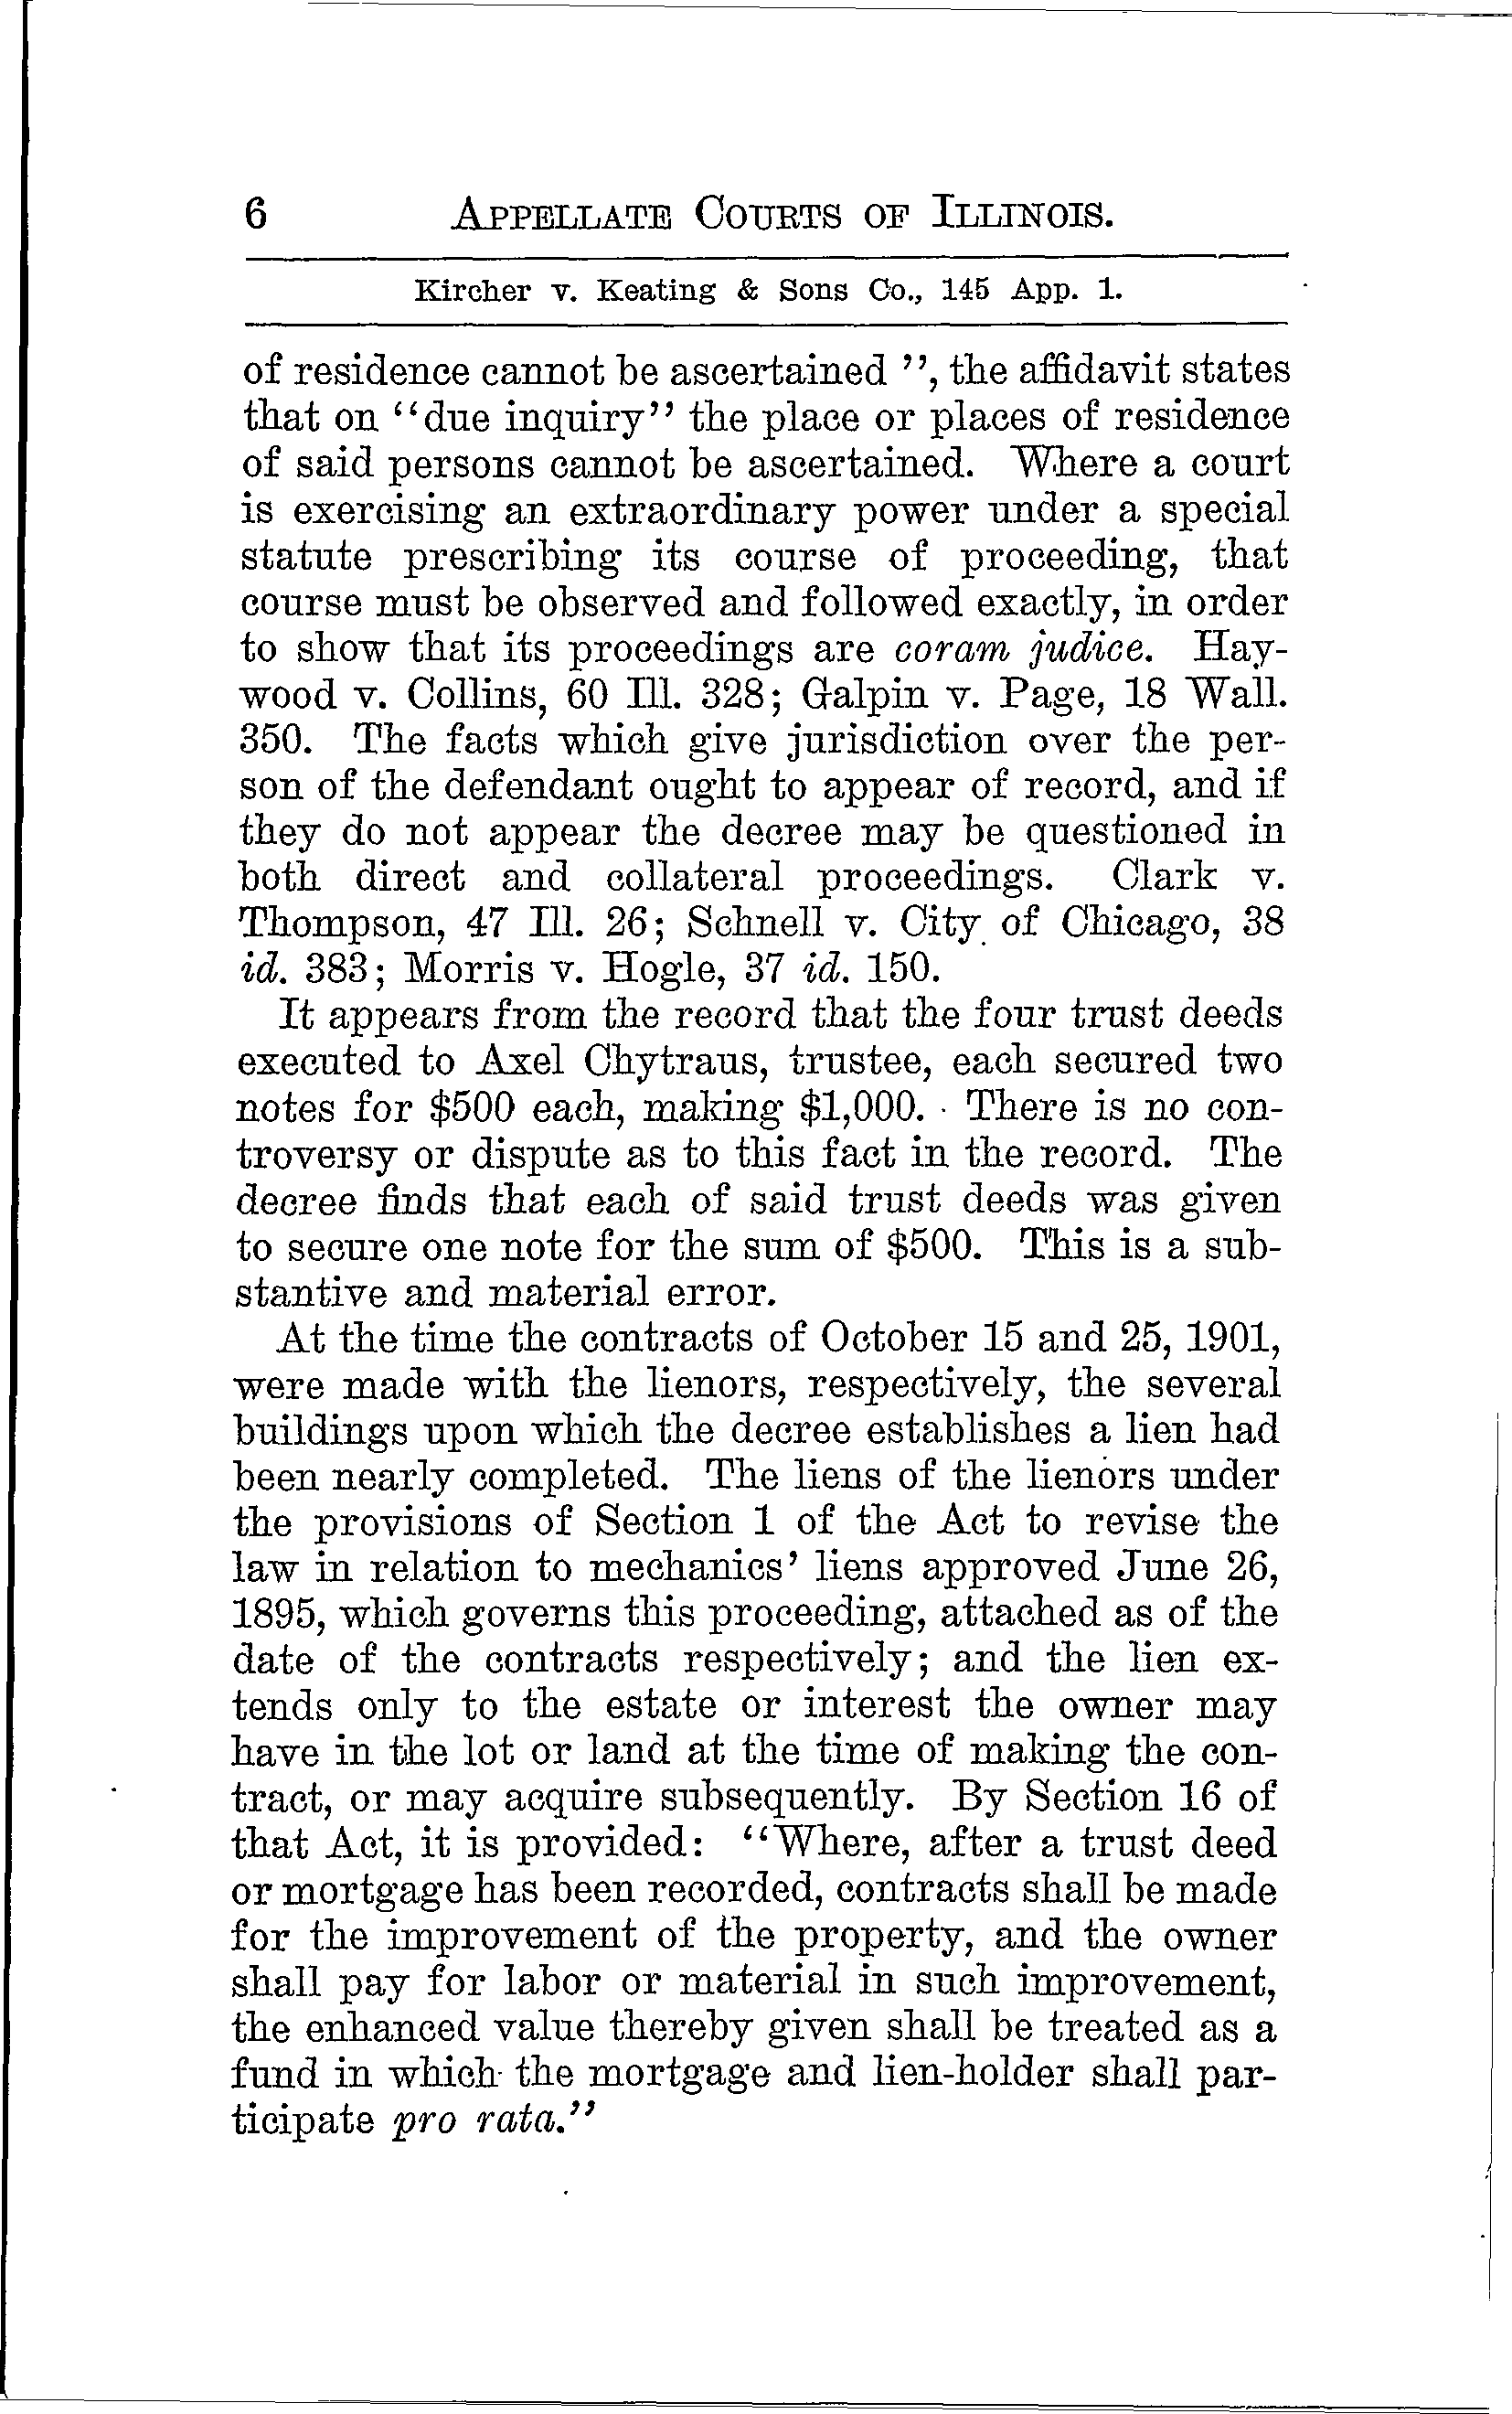 6 APPELLATE COURTS OF ILLINOIS.
Kircher v. Keating & Sons Co., 145 App. 1.
of residence cannot be ascertained ’’, the affidavit states
that on ‘‘due inquiry’’ the place or places of residence
of said persons cannot be ascertained. Where a court
is exercising an extraordinary power under a special
statute prescribing its course of proceeding, that
course must be observed and followed exactly, in order
to show that its proceedings are coram judice. Hay-
wood v. Collins, 60 Ill. 328; Galpin v. Page, 18 Wall.
350. The facts which give jurisdiction over the per-
son of the defendant ought to appear of record, and if
they do not appear the decree may be questioned in
both direct and collateral proceedings. Clark v.
Thompson, 47 Ill. 26; Schnell v. City of Chicago, 38
id. 383; Morris v. Hogle, 37 id. 150.
It appears from the record that the four trust deeds
executed to Axel Chytraus, trustee, each secured two
notes for $500 each, making $1,000. There is no con-
troversy or dispute as to this fact in the record. The
decree finds that each of said trust deeds was given
to secure one note for the sum of $500. This is a sub-
stantive and material error.
At the time the contracts of October 15 and 25, 1901,
were made with the lienors, respectively, the several
buildings upon which the decree establishes a lien had
been nearly completed. The liens of the lienors under
the provisions of Section 1 of the Act to revise the
law in relation to mechanics’ liens approved June 26,
1895, which governs this proceeding, attached as of the
date of the contracts respectively; and the lien ex-
tends only to the estate or interest the owner may
have in the lot or land at the time of making the con-
tract, or may acquire subsequently. By Section 16 of
that Act, it is provided: ‘‘Where, after a trust deed
or mortgage has been recorded, contracts shall be made
for the improvement of the property, and the owner
shall pay for labor or material in such improvement,
the enhanced value thereby given shall be treated as a
fund in which the mortgage and lien-holder shall par-
ticipate pro rata.’’